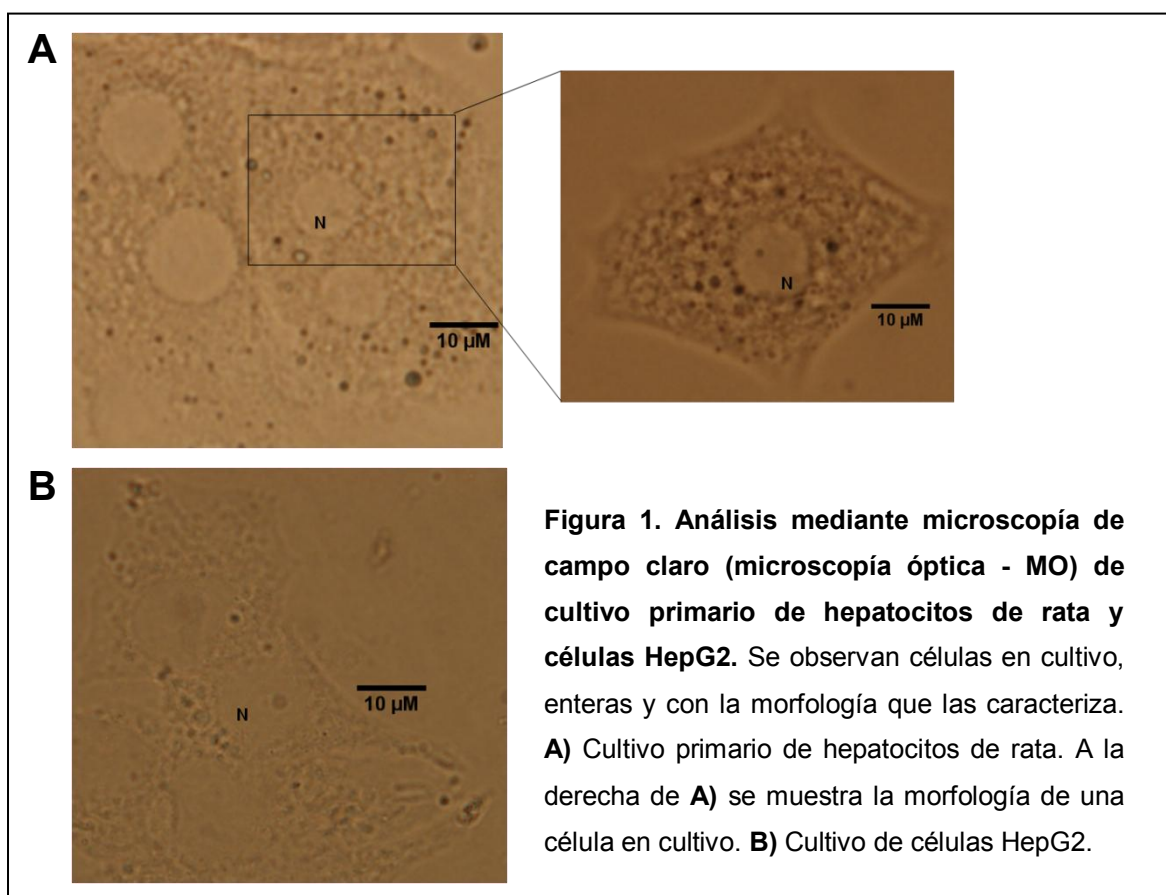 A
N
10 µM
N
10 µM
B
N
10 µM
Figura 1. Análisis mediante microscopía de
campo claro (microscopía óptica - MO) de
cultivo primario de hepatocitos de rata y
células HepG2. Se observan células en cultivo,
enteras y con la morfología que las caracteriza.
A) Cultivo primario de hepatocitos de rata. A la
derecha de A) se muestra la morfología de una
célula en cultivo. B) Cultivo de células HepG2.